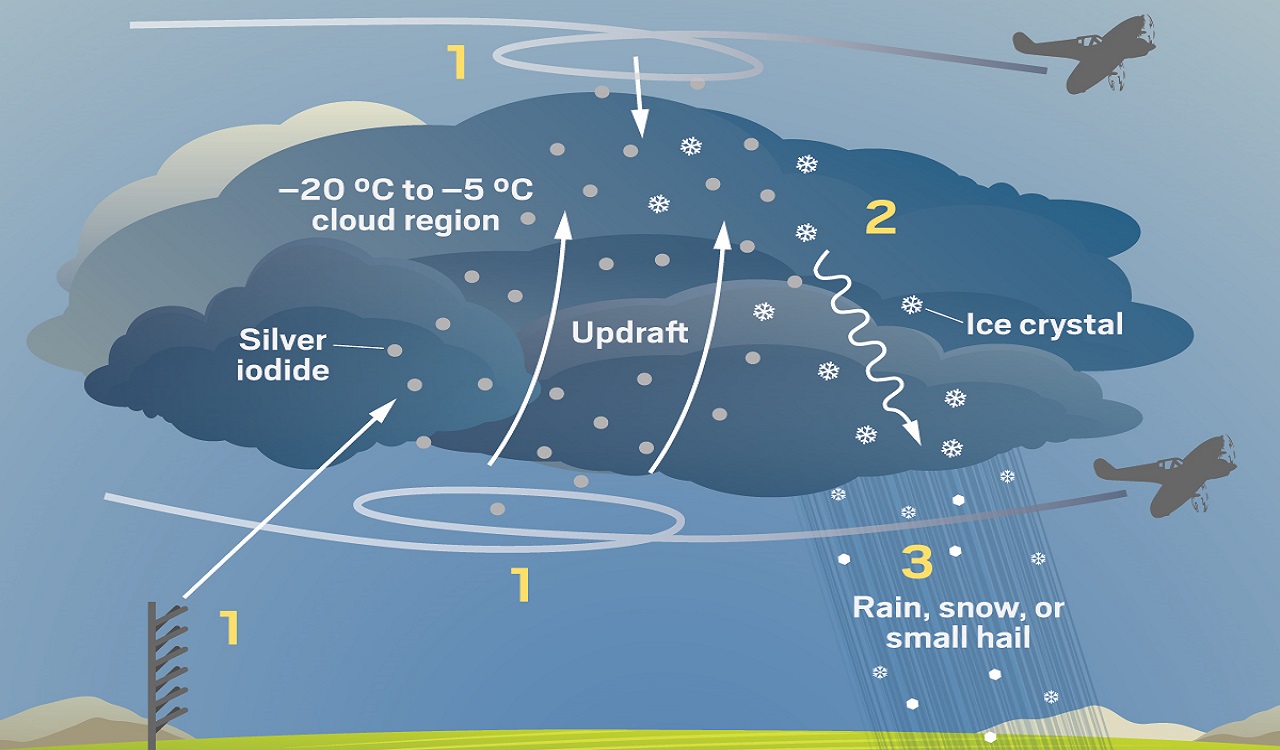 1
–20 ºC to –5 ºC
cloud region
2
Silver
iodide
Updraft
Ice crystal
1
1
3
Rain, snow, or
small hail